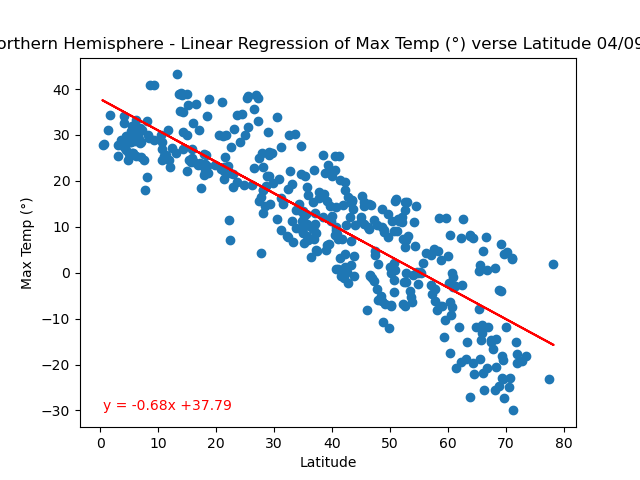 orthern Hemisphere - Linear Regression of Max Temp (°) verse Latitude 04/09
Max Temp (°)
40
30
20
10
0
−10
−20
−30
y = -0.68x +37.79
0 10 20 30 40 50 60 70 80
Latitude